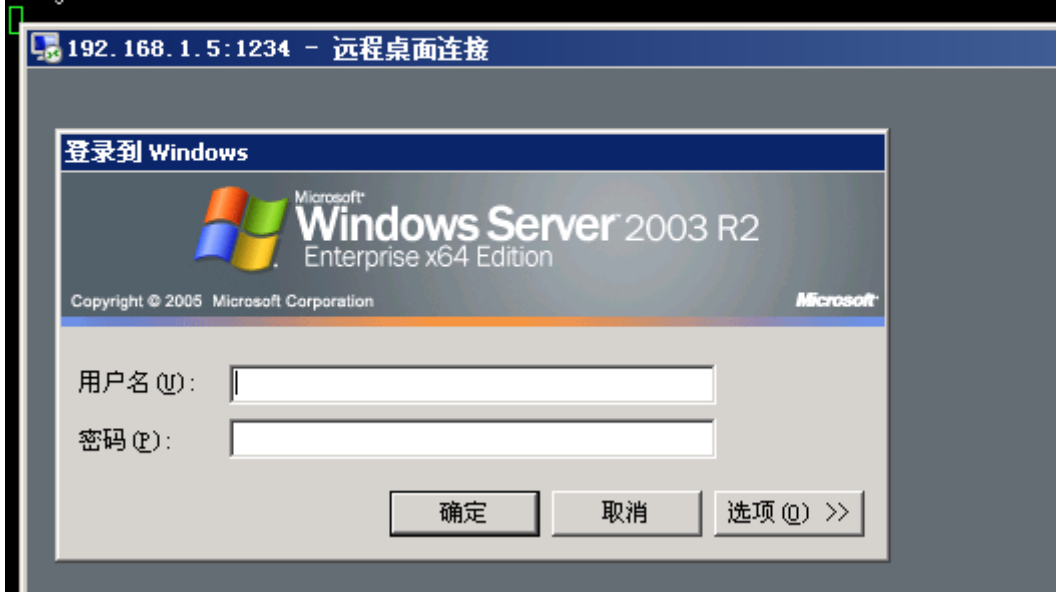 192.168.1.5:1234 - 远程桌面连接
登录到 Windows
Microsoft
Windows Server 2003 R2
Enterprise x64 Edition
Copyright © 2005 Microsoft Corporation Microsoft
用户名(U):
密码(P):
确定 取消 选项(O) >>